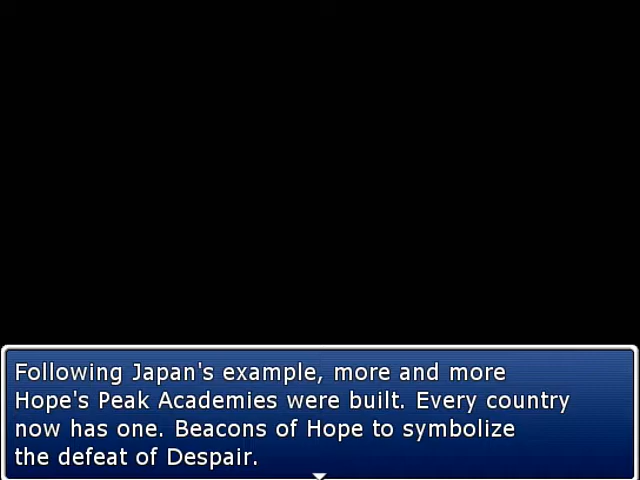 Following Japan's example, more and more
Hope's Peak Academies were built. Every country
now has one. Beacons of Hope to symbolize
the defeat of Despair.